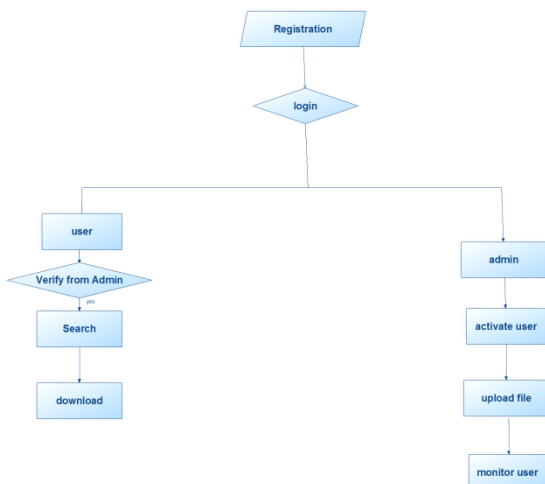 Registration
login
user
admin
Verify from Admin
yes
Search
activate user
download
upload file
monitor user